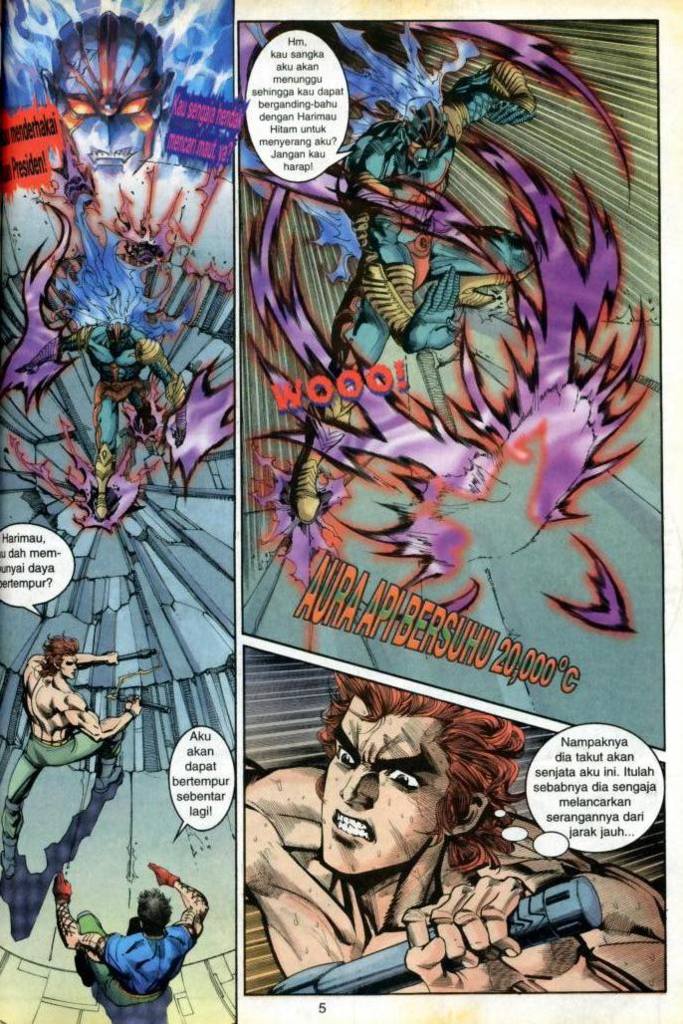 menderhakai
Presiden!
Kau sengaja hendak
mencari maut, ya?
Harimau,
dah mem-
punyai daya
bertempur?
Aku
akan
dapat
bertempur
sebentar
lagi!
Hm,
kau sangka
aku akan
menunggu
sehingga kau dapat
berganding-bahu
dengan Harimau
Hitam untuk
menyerang aku?
Jangan kau
harap!
WOOO!
AURA API BERSUHU 20,000°C
Nampaknya
dia takut akan
senjata aku ini. Itulah
sebabnya dia sengaja
melancarkan
serangannya dari
jarak jauh...
5